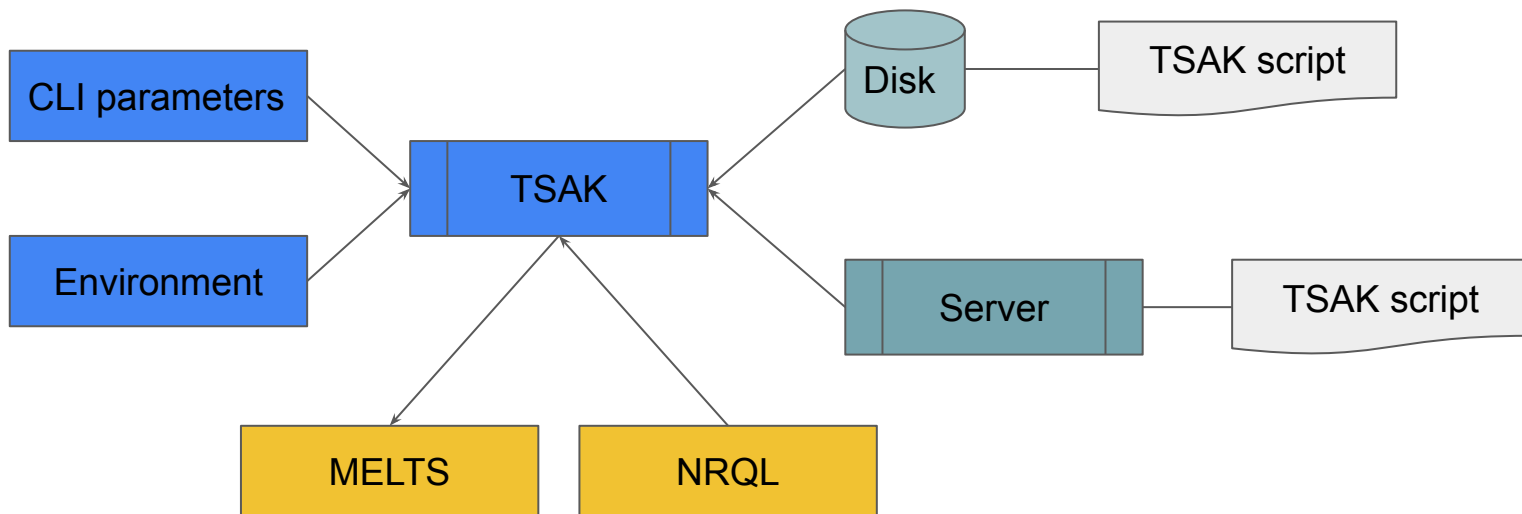 CLI parameters
Disk
TSAK script
TSAK
Environment
Server
TSAK script
MELTS
NRQL